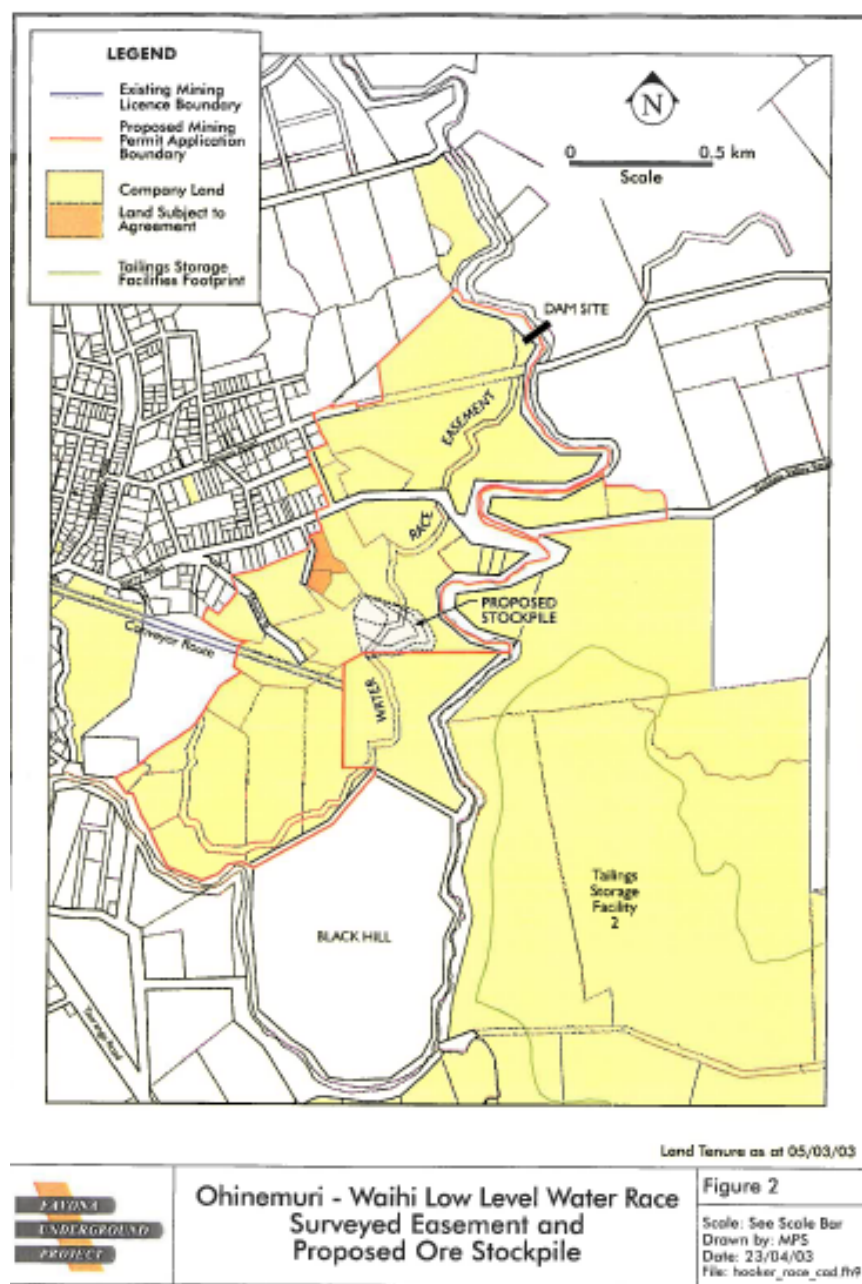 LEGEND
Existing Mining
Licence Boundary
Proposed Mining
Permit Application
Boundary
Company Land
Land Subject to
Agreement
Tailings Storage
Facilities Footprint
N
0 0.5 km
Scale
DAM SITE
EASEMENT
RACE
PROPOSED
STOCKPILE
Conveyor Route
WATER
Tailings
Storage
Facility
2
BLACK HILL
Land Tenure as at 05/03/03
FAVONA
UNDERGROUND
PROJECT
Ohinemuri - Waihi Low Level Water Race
Surveyed Easement and
Proposed Ore Stockpile
Figure 2
Scale: See Scale Bar
Drawn by: MPS
Date: 23/04/03
File: hooker_race_cad.fh9